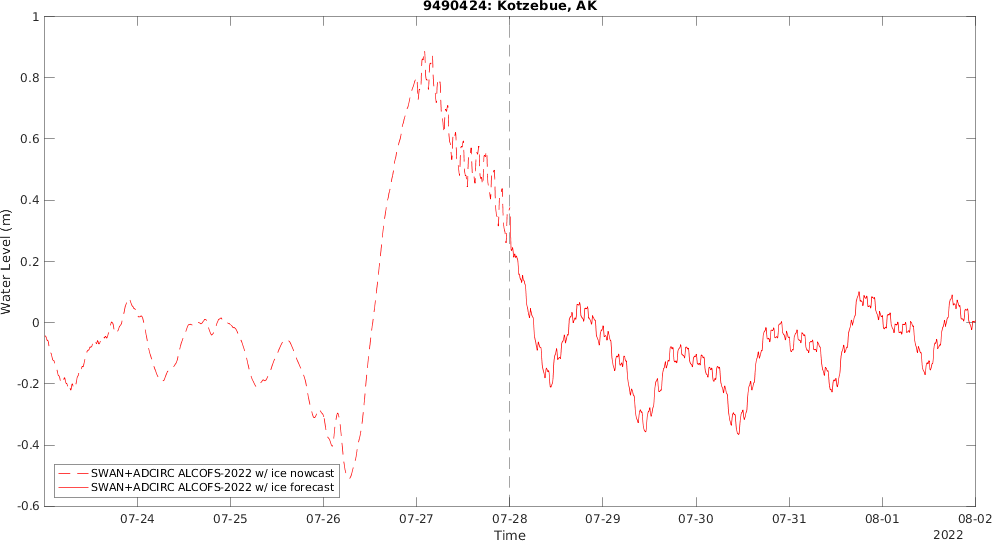 9490424: Kotzebue, AK
1
0.8
0.6
0.4
0.2
0
-0.2
-0.4
-0.6
Water Level (m)
SWAN+ADCIRC ALCOFS-2022 w/ ice nowcast
SWAN+ADCIRC ALCOFS-2022 w/ ice forecast
07-24 07-25 07-26 07-27 07-28 07-29 07-30 07-31 08-01 08-02
Time
2022